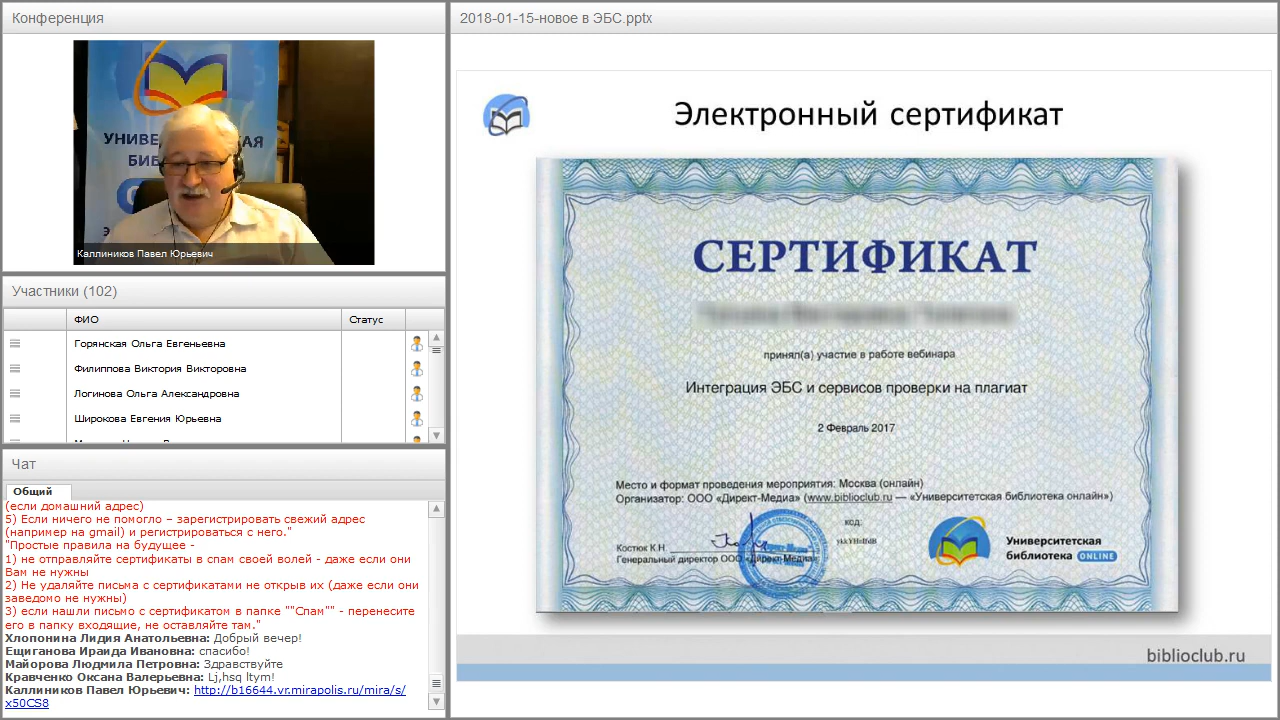 Конференция
УНИВЕ
КАЯ
БИБ
Каллиников Павел Юрьевич
Участники (102)
ФИО
Статус
Горянская Ольга Евгеньевна
Филиппова Виктория Викторовна
Логинова Ольга Александровна
Широкова Евгения Юрьевна
Чат
Общий
(если домашний адрес)
5) Если ничего не помогло – зарегистрировать свежий адрес
(например на gmail) и регистрироваться с него."
"Простые правила на будущее -
1) не отправляйте сертификаты в спам своей волей - даже если они
Вам не нужны
2) Не удаляйте письма с сертификатами не открыв их (даже если они
заведомо не нужны)
3) если нашли письмо с сертификатом в папке ""Спам"" - перенесите
его в папку входящие, не оставляйте там."
Хлопонина Лидия Анатольевна: Добрый вечер!
Ещиганова Ираида Ивановна: спасибо!
Майорова Людмила Петровна: Здравствуйте
Кравченко Оксана Валерьевна: Lj,hsq ltym!
Каллиников Павел Юрьевич: http://b16644.vr.mirapolis.ru/mira/s/
x50CS8
2018-01-15-новое в ЭБС.pptx
Электронный сертификат
СЕРТИФИКАТ
принял(а) участие в работе вебинара
Интеграция ЭБС и сервисов проверки на плагиат
2 Февраль 2017
Место и формат проведения мероприятия: Москва (онлайн)
Организатор: ООО «Директ-Медиа» (www.biblioclub.ru — «Университетская библиотека онлайн»)
Костюк К.Н.
Генеральный директор ООО «Директ-Медиа»
код:
Университетская
библиотека ONLINE
biblioclub.ru